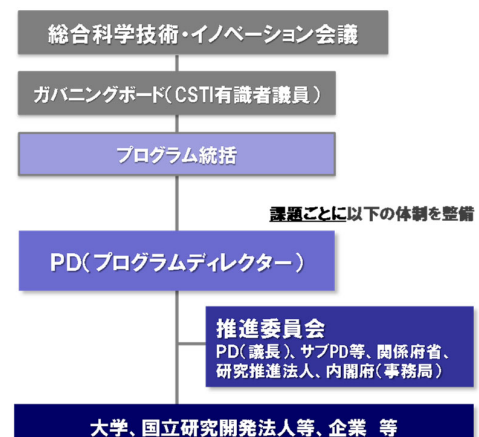 総合科学技術・イノベーション会議
ガバニングボード(CSTI有識者議員)
プログラム統括
課題ごとに以下の体制を整備
PD(プログラムディレクター)
推進委員会
PD(議長)、サブPD等、関係府省、
研究推進法人、内閣府(事務局)
大学、国立研究開発法人等、企業 等